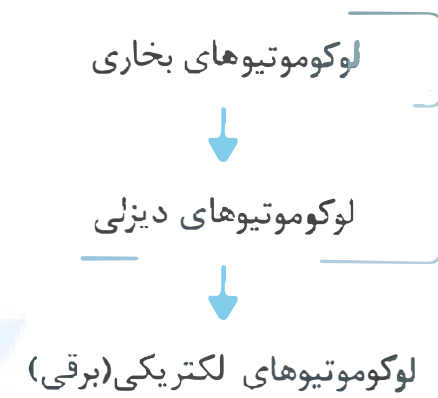 لوکوموتیوهای بخاری
لوکوموتیوهای دیزلی
لوکوموتیوهای لکتریکی(برقی)